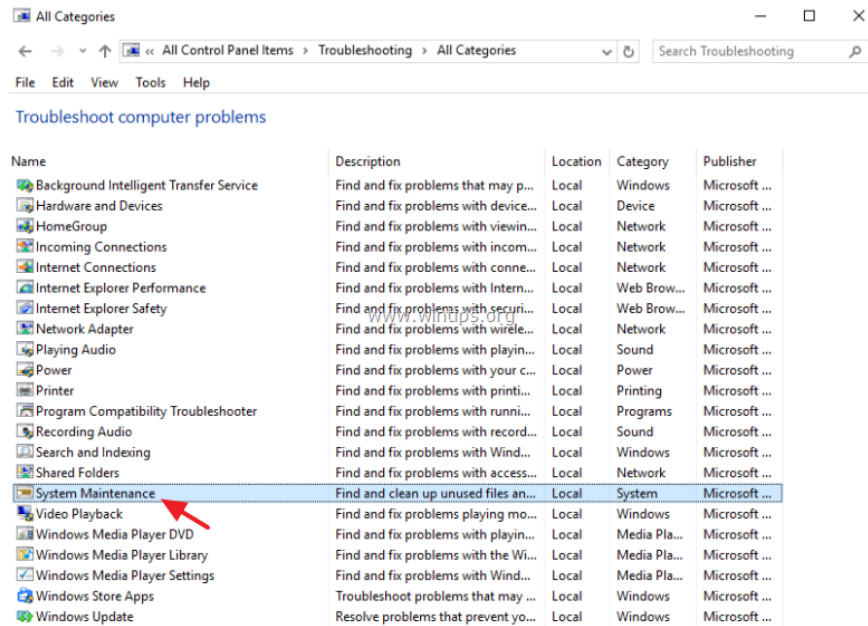 All Categories
« All Control Panel Items > Troubleshooting > All Categories Search Troubleshooting
File Edit View Tools Help
Troubleshoot computer problems
Name Description Location Category Publisher
Background Intelligent Transfer Service Find and fix problems that may p... Local Windows Microsoft ...
Hardware and Devices Find and fix problems with device... Local Device Microsoft ...
HomeGroup Find and fix problems with viewin... Local Network Microsoft ...
Incoming Connections Find and fix problems with incom... Local Network Microsoft ...
Internet Connections Find and fix problems with conne... Local Network Microsoft ...
Internet Explorer Performance Find and fix problems with Intern... Local Web Brow... Microsoft ...
Internet Explorer Safety Find and fix problems with securi... Local Web Brow... Microsoft ...
www.wintips.org
Network Adapter Find and fix problems with wirele... Local Network Microsoft ...
Playing Audio Find and fix problems with playin... Local Sound Microsoft ...
Power Find and fix problems with your c... Local Power Microsoft ...
Printer Find and fix problems with printi... Local Printing Microsoft ...
Program Compatibility Troubleshooter Find and fix problems with runni... Local Programs Microsoft ...
Recording Audio Find and fix problems with record... Local Sound Microsoft ...
Search and Indexing Find and fix problems with Wind... Local Windows Microsoft ...
Shared Folders Find and fix problems with access... Local Network Microsoft ...
System Maintenance Find and clean up unused files an... Local System Microsoft ...
Video Playback Find and fix problems playing mo... Local Windows Microsoft ...
Windows Media Player DVD Find and fix problems with playin... Local Media Pla... Microsoft ...
Windows Media Player Library Find and fix problems with the Wi... Local Media Pla... Microsoft ...
Windows Media Player Settings Find and fix problems with Wind... Local Media Pla... Microsoft ...
Windows Store Apps Troubleshoot problems that may ... Local Windows Microsoft ...
Windows Update Resolve problems that prevent yo... Local Windows Microsoft ...